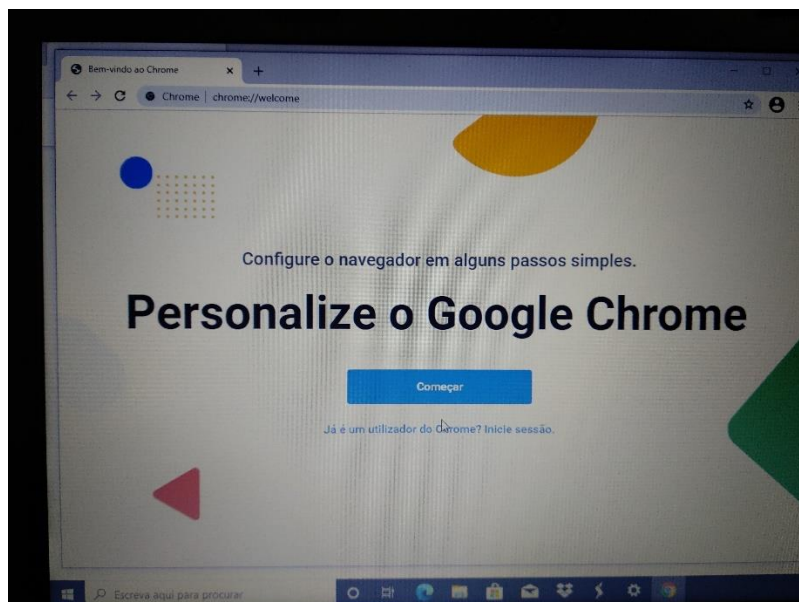 Bem-vindo ao Chrome
Chrome | chrome://welcome
Configure o navegador em alguns passos simples.
Personalize o Google Chrome
Começar
Já é um utilizador do Chrome? Inicie sessão.
Escreva aqui para procurar